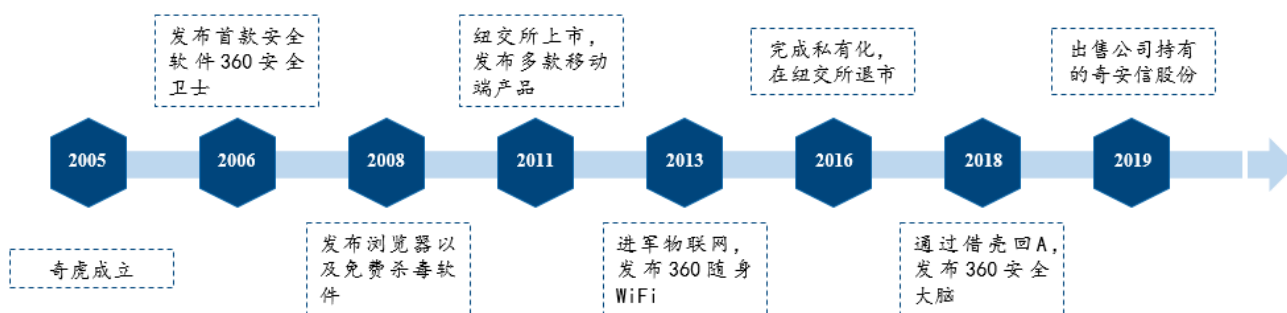 发布首款安全
软件360安全
卫士
纽交所上市，
发布多款移动
端产品
完成私有化，
在纽交所退市
出售公司持有
的奇安信股份
2005
2006
2008
2011
2013
2016
2018
2019
奇虎成立
发布浏览器以
及免费杀毒软
件
进军物联网，
发布360随身
WiFi
通过借壳回A，
发布360安全
大脑